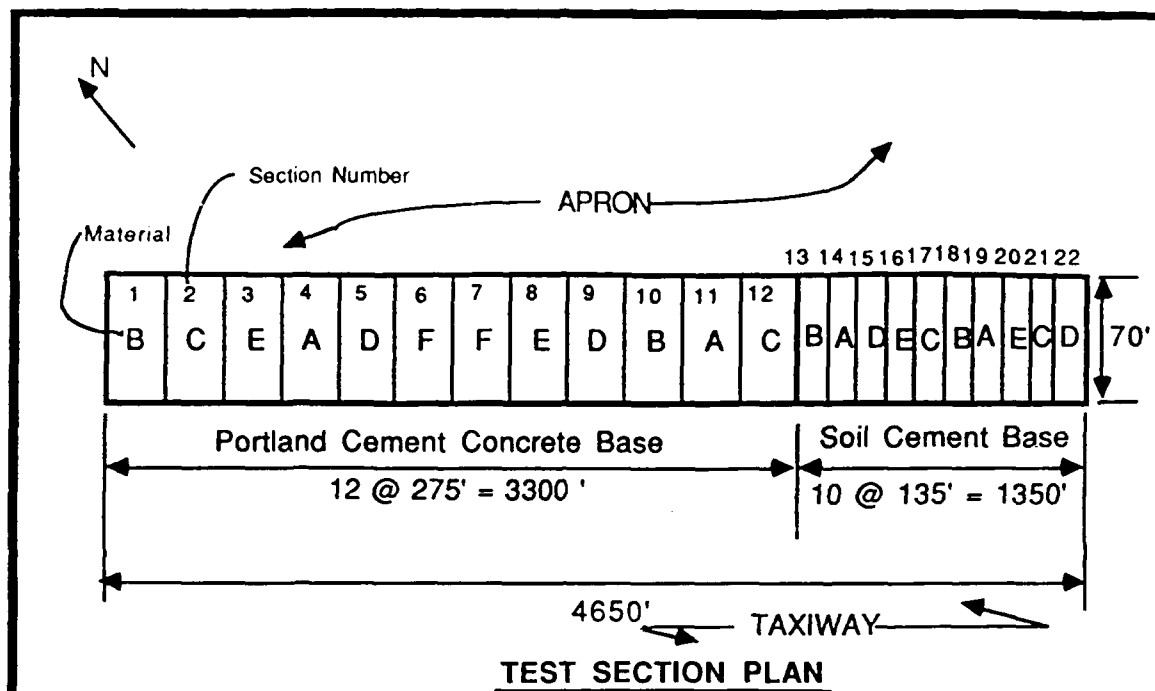 N
Section Number
APRON
Material
13 14 15 16 17 18 19 20 21 22
1 2 3 4 5 6 7 8 9 10 11 12
B C E A D F F E D B A C B A D E C B A E C D
70'
Portland Cement Concrete Base
Soil Cement Base
12 @ 275' = 3300 '
10 @ 135' = 1350'
4650'
TAXIWAY
TEST SECTION PLAN